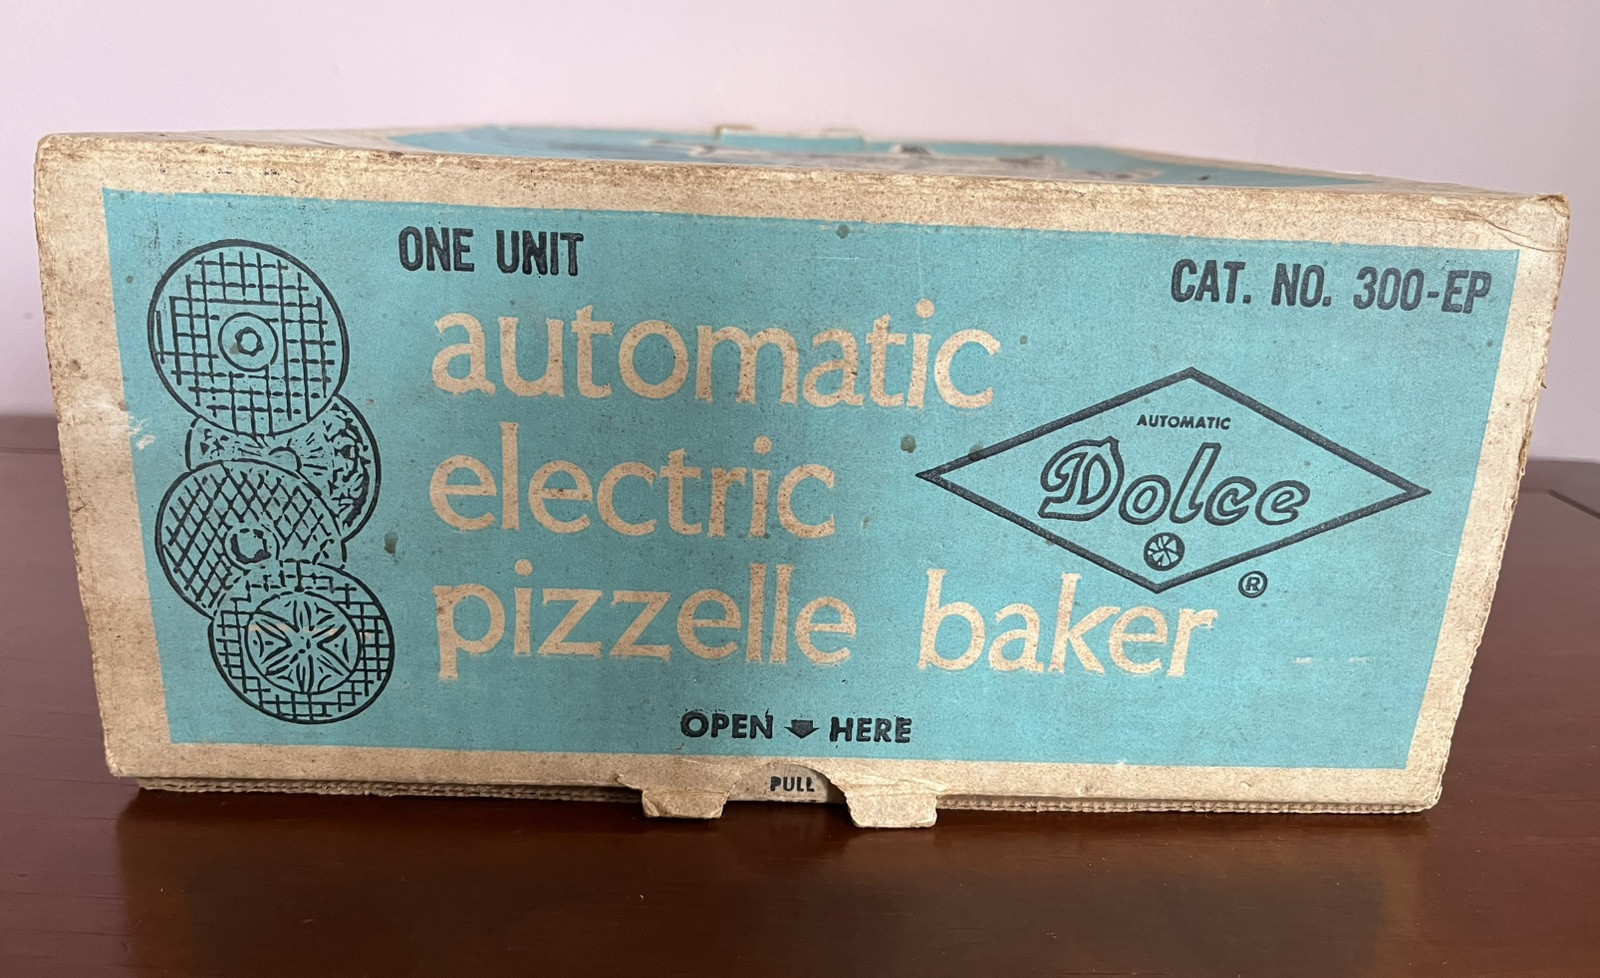 ONE UNIT
CAT. NO. 300-EP
automatic
electric
pizzelle baker
AUTOMATIC
Dolce
®
OPEN HERE
PULL